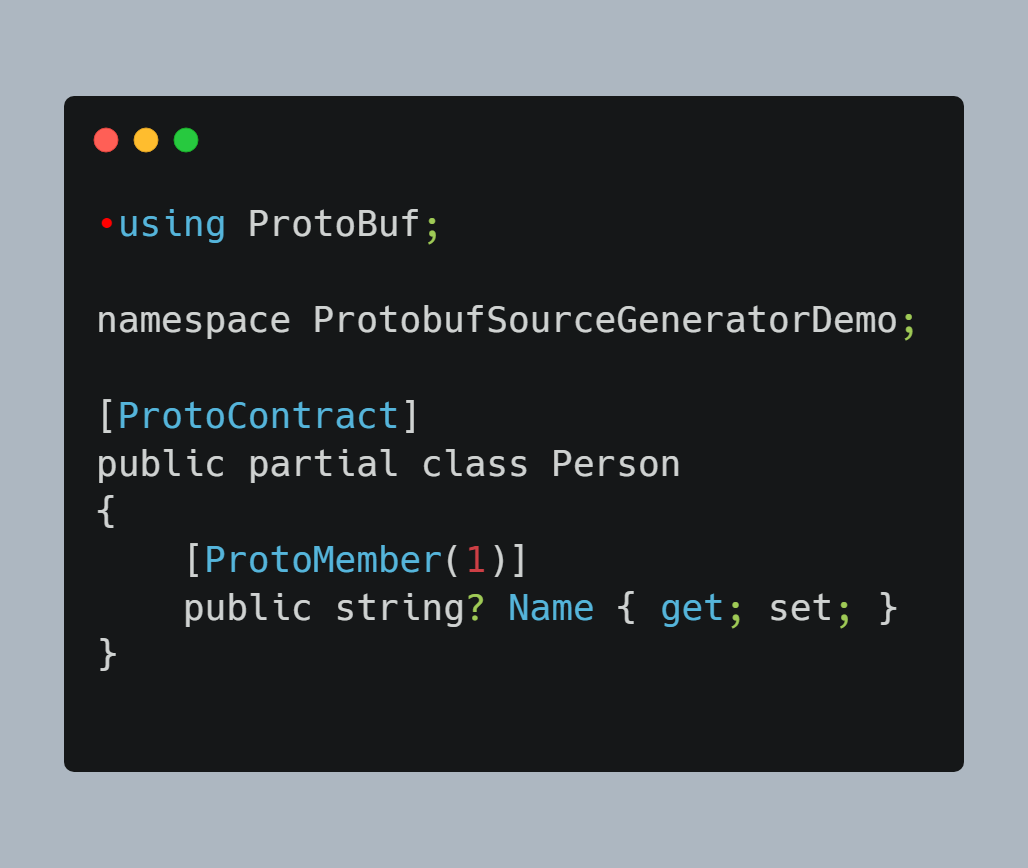 •using ProtoBuf;
namespace ProtobufSourceGeneratorDemo;
[ProtoContract]
public partial class Person
{
    [ProtoMember(1)]
    public string? Name { get; set; }
}